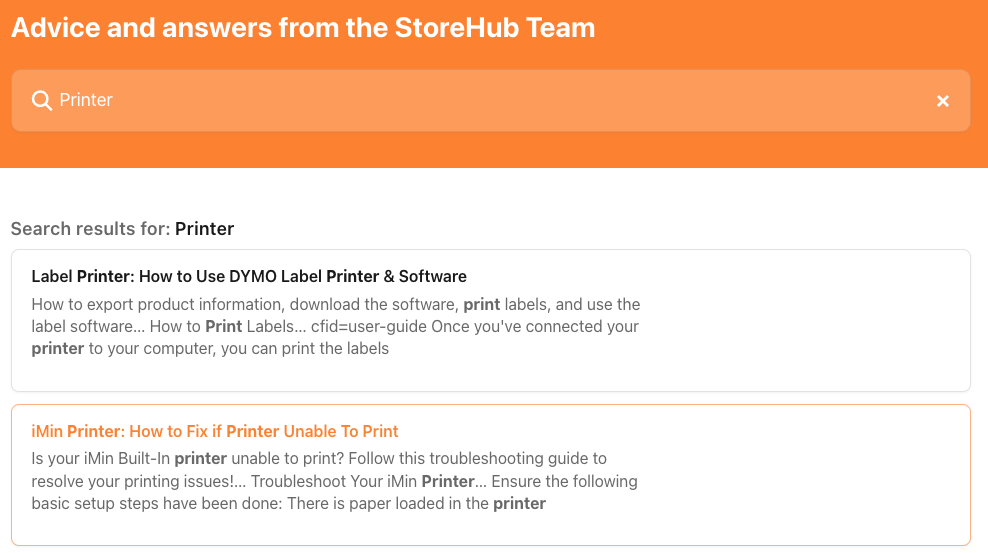 Advice and answers from the StoreHub Team
Printer
Search results for: Printer
Label Printer: How to Use DYMO Label Printer & Software
How to export product information, download the software, print labels, and use the
label software... How to Print Labels... cfid=user-guide Once you've connected your
printer to your computer, you can print the labels
iMin Printer: How to Fix if Printer Unable To Print
Is your iMin Built-In printer unable to print? Follow this troubleshooting guide to
resolve your printing issues!... Troubleshoot Your iMin Printer... Ensure the following
basic setup steps have been done: There is paper loaded in the printer